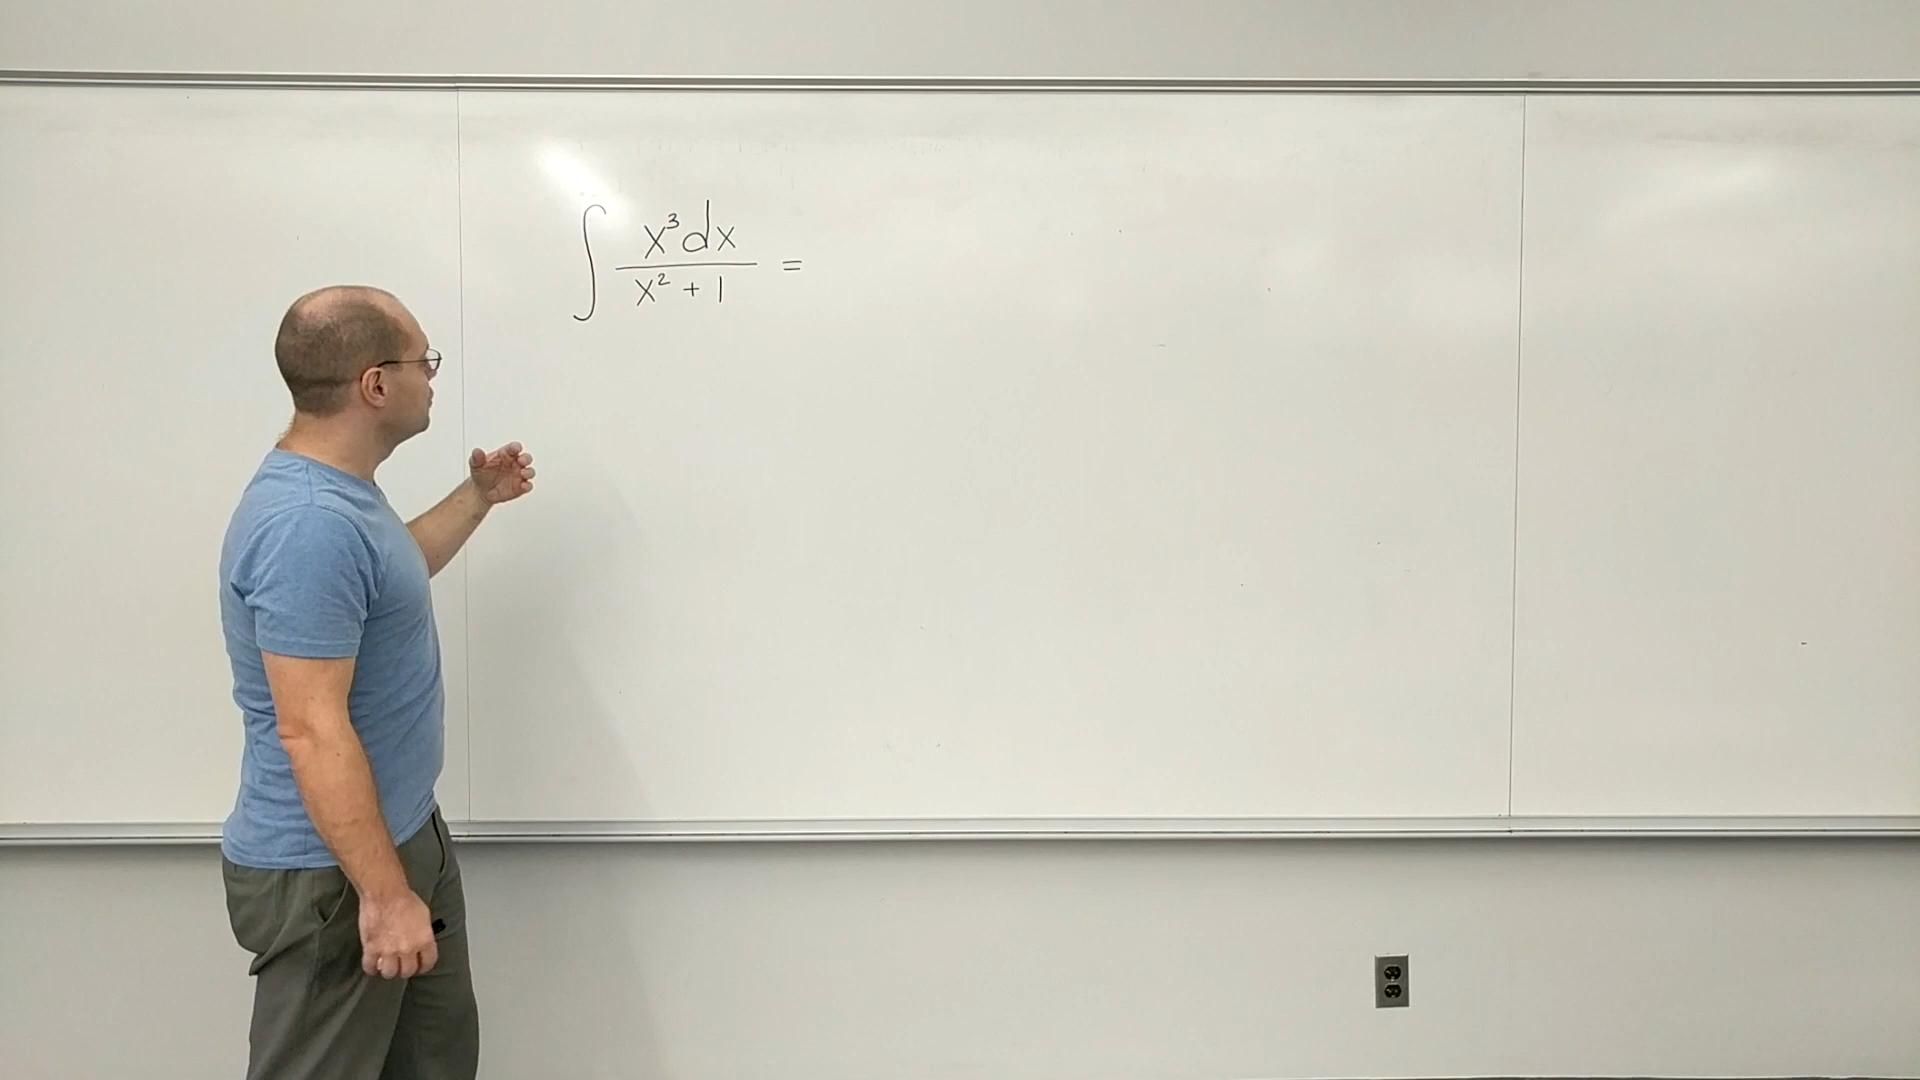 ∫ x³dx / x² + 1 =